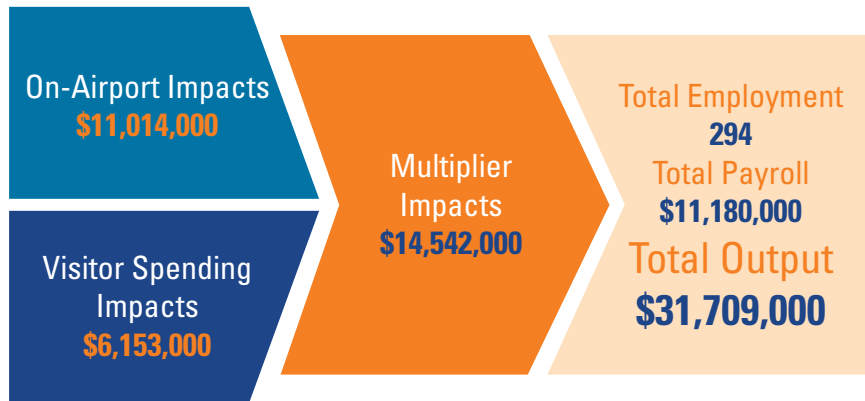 On-Airport Impacts
$11,014,000
Visitor Spending
Impacts
$6,153,000
Multiplier
Impacts
$14,542,000
Total Employment
294
Total Payroll
$11,180,000
Total Output
$31,709,000